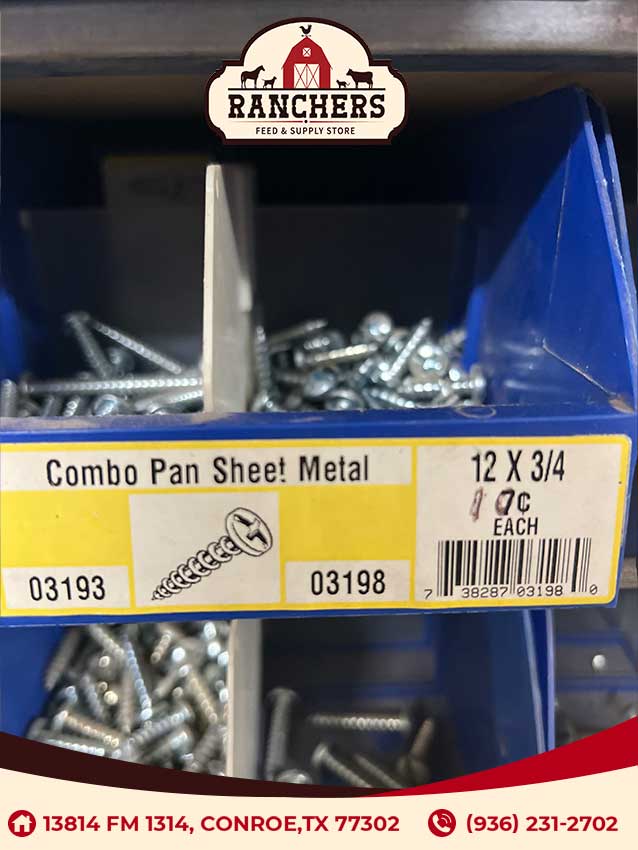 RANCHERS
FEED & SUPPLY STORE
Combo Pan Sheet Metal
12 X 3/4
7¢
EACH
03193
03198
7 38287 03198 0
13814 FM 1314, CONROE,TX 77302
(936) 231-2702